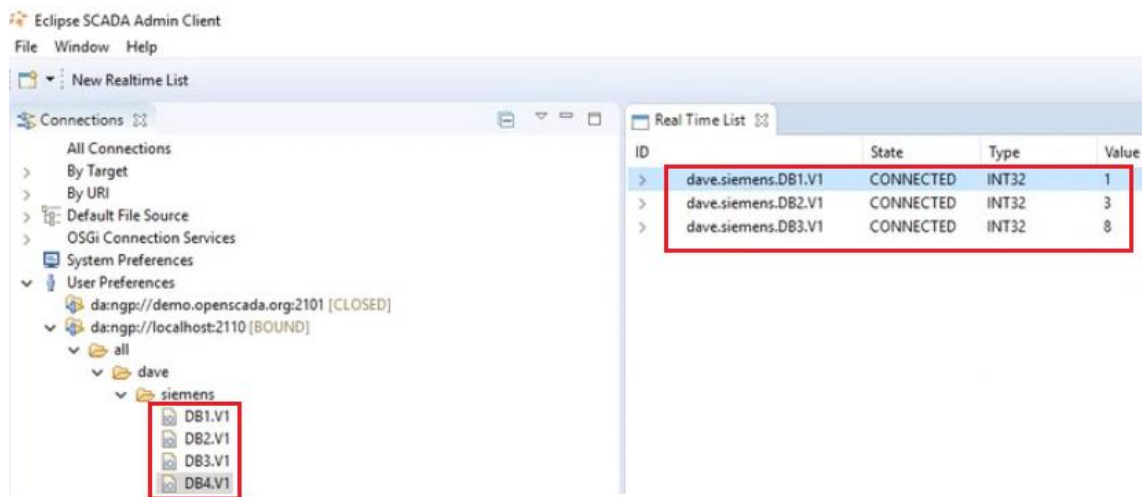 Eclipse SCADA Admin Client
File Window Help
New Realtime List
Connections
All Connections
By Target
By URI
Default File Source
OSGi Connection Services
System Preferences
User Preferences
da:ngp://demo.openscada.org:2101 [CLOSED]
da:ngp://localhost:2110 [BOUND]
all
dave
siemens
DB1.V1
DB2.V1
DB3.V1
DB4.V1
Real Time List
ID State Type Value
dave.siemens.DB1.V1 CONNECTED INT32 1
dave.siemens.DB2.V1 CONNECTED INT32 3
dave.siemens.DB3.V1 CONNECTED INT32 8